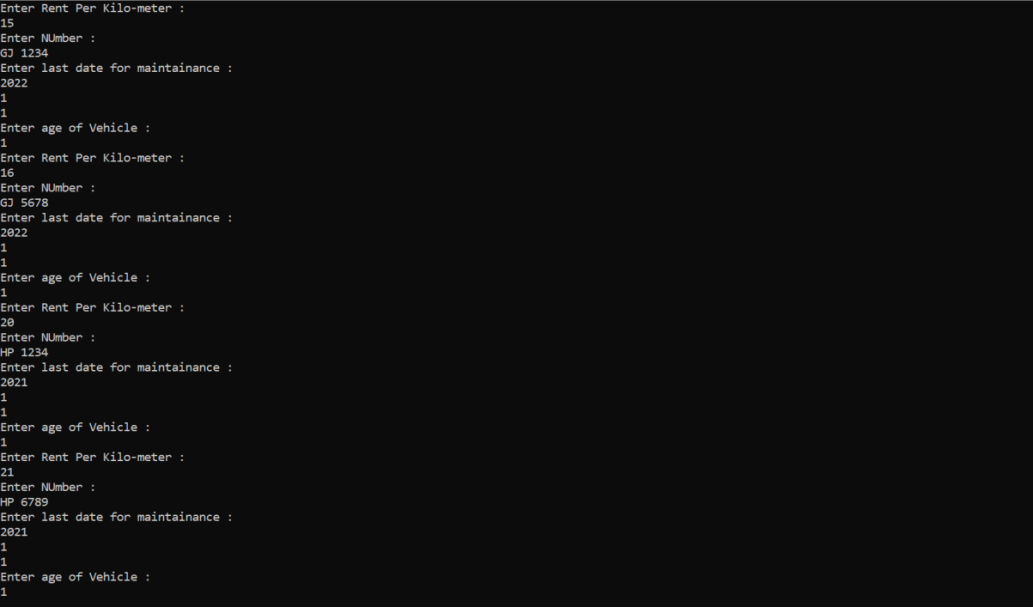 Enter Rent Per Kilo-meter :
15
Enter NUmber :
GJ 1234
Enter last date for maintainance :
2022
1
1
Enter age of Vehicle :
1
Enter Rent Per Kilo-meter :
16
Enter NUmber :
GJ 5678
Enter last date for maintainance :
2022
1
1
Enter age of Vehicle :
1
Enter Rent Per Kilo-meter :
20
Enter NUmber :
HP 1234
Enter last date for maintainance :
2021
1
1
Enter age of Vehicle :
1
Enter Rent Per Kilo-meter :
21
Enter NUmber :
HP 6789
Enter last date for maintainance :
2021
1
1
Enter age of Vehicle :
1